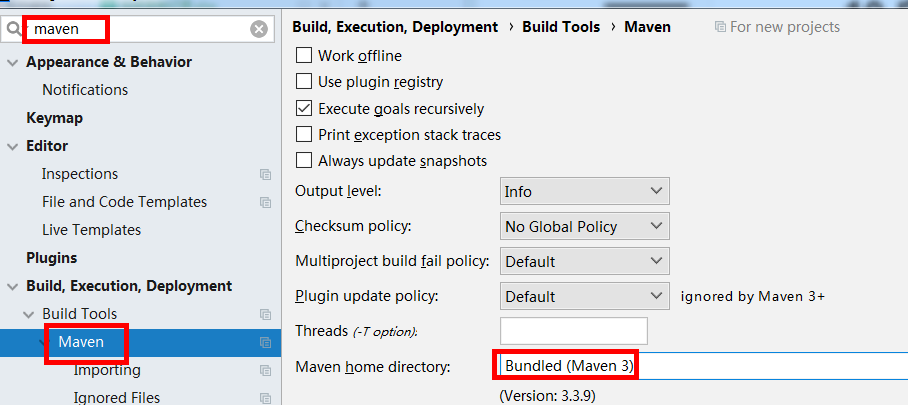 maven
Appearance & Behavior
Notifications
Keymap
Editor
Inspections
File and Code Templates
Live Templates
Plugins
Build, Execution, Deployment
Build Tools
Maven
Importing
Ignored Files
Build, Execution, Deployment › Build Tools › Maven
For new projects
Work offline
Use plugin registry
Execute goals recursively
Print exception stack traces
Always update snapshots
Output level: Info
Checksum policy: No Global Policy
Multiproject build fail policy: Default
Plugin update policy: Default ignored by Maven 3+
Threads (-T option):
Maven home directory: Bundled (Maven 3)
(Version: 3.3.9)